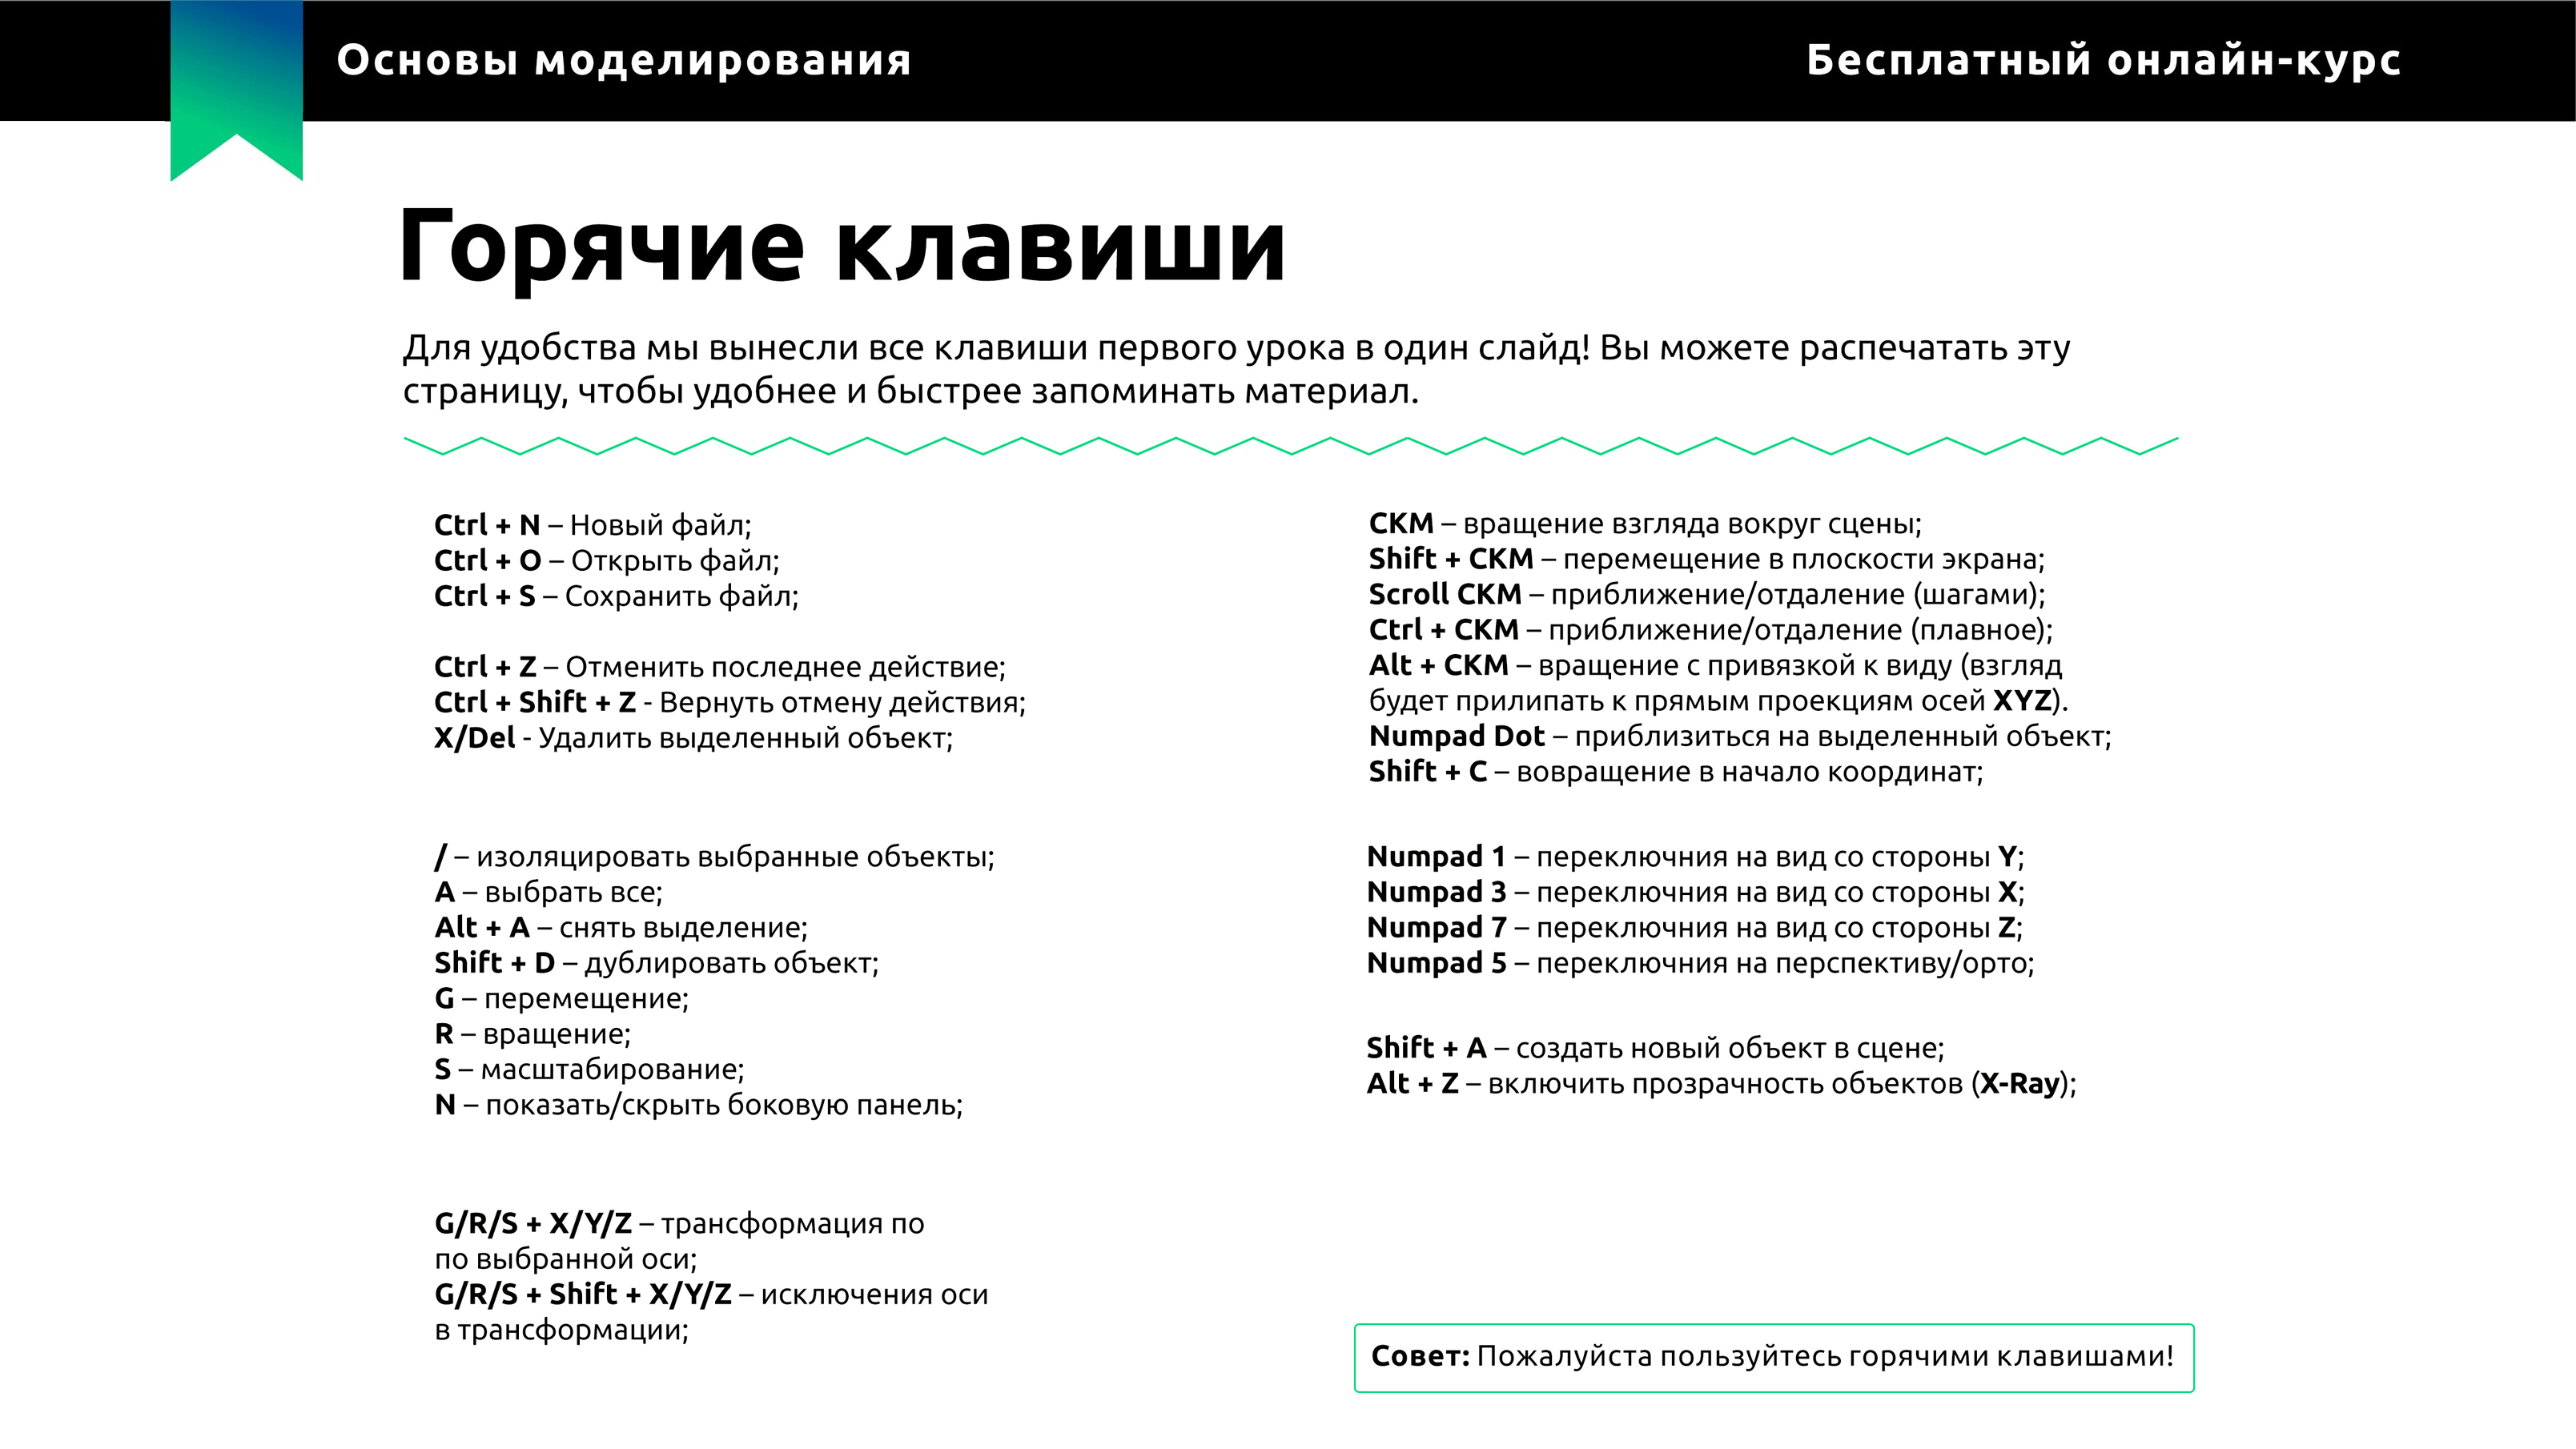 Основы моделирования
Бесплатный онлайн-курс
Горячие клавиши
Для удобства мы вынесли все клавиши первого урока в один слайд! Вы можете распечатать эту
страницу, чтобы удобнее и быстрее запоминать материал.
Ctrl + N – Новый файл;
Ctrl + O – Открыть файл;
Ctrl + S – Сохранить файл;
Ctrl + Z – Отменить последнее действие;
Ctrl + Shift + Z - Вернуть отмену действия;
X/Del - Удалить выделенный объект;
/ – изоляцировать выбранные объекты;
A – выбрать все;
Alt + A – снять выделение;
Shift + D – дублировать объект;
G – перемещение;
R – вращение;
S – масштабирование;
N – показать/скрыть боковую панель;
G/R/S + X/Y/Z – трансформация по
по выбранной оси;
G/R/S + Shift + X/Y/Z – исключения оси
в трансформации;
СКМ – вращение взгляда вокруг сцены;
Shift + СКМ – перемещение в плоскости экрана;
Scroll СКМ – приближение/отдаление (шагами);
Ctrl + СКМ – приближение/отдаление (плавное);
Alt + СКМ – вращение с привязкой к виду (взгляд
будет прилипать к прямым проекциям осей XYZ).
Numpad Dot – приблизиться на выделенный объект;
Shift + C – вовращение в начало координат;
Numpad 1 – переключния на вид со стороны Y;
Numpad 3 – переключния на вид со стороны X;
Numpad 7 – переключния на вид со стороны Z;
Numpad 5 – переключния на перспективу/орто;
Shift + A – создать новый объект в сцене;
Alt + Z – включить прозрачность объектов (X-Ray);
Совет: Пожалуйста пользуйтесь горячими клавишами!